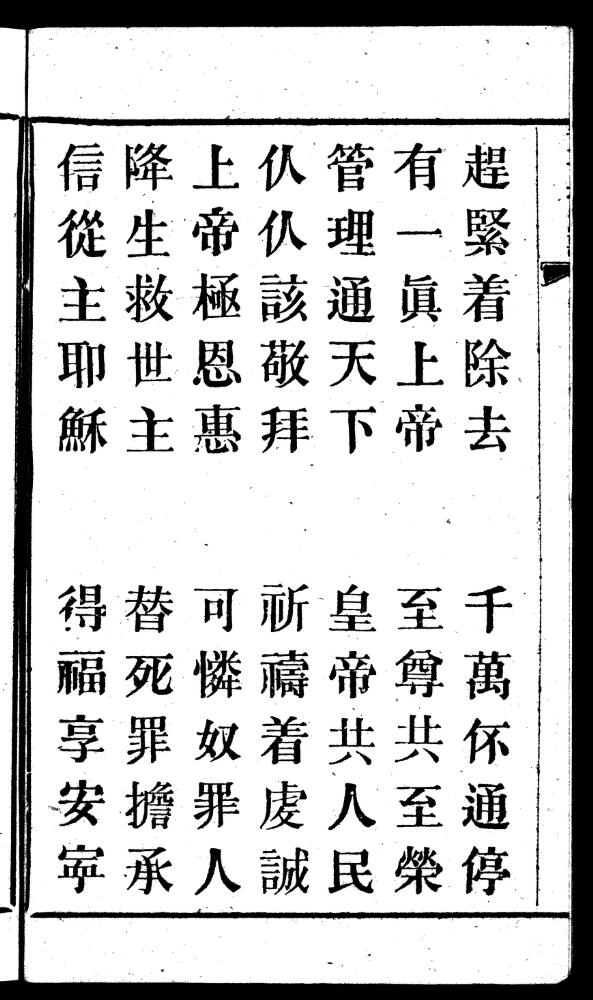 趕緊着除去　千萬伓通停
有一眞上帝　至尊共至榮
管理通天下　皇帝共人民
仈仈該敬拜　祈禱着虔誠
上帝極恩惠　可憐奴罪人
降生救世主　替死罪擔承
信從主耶穌　得福享安寜